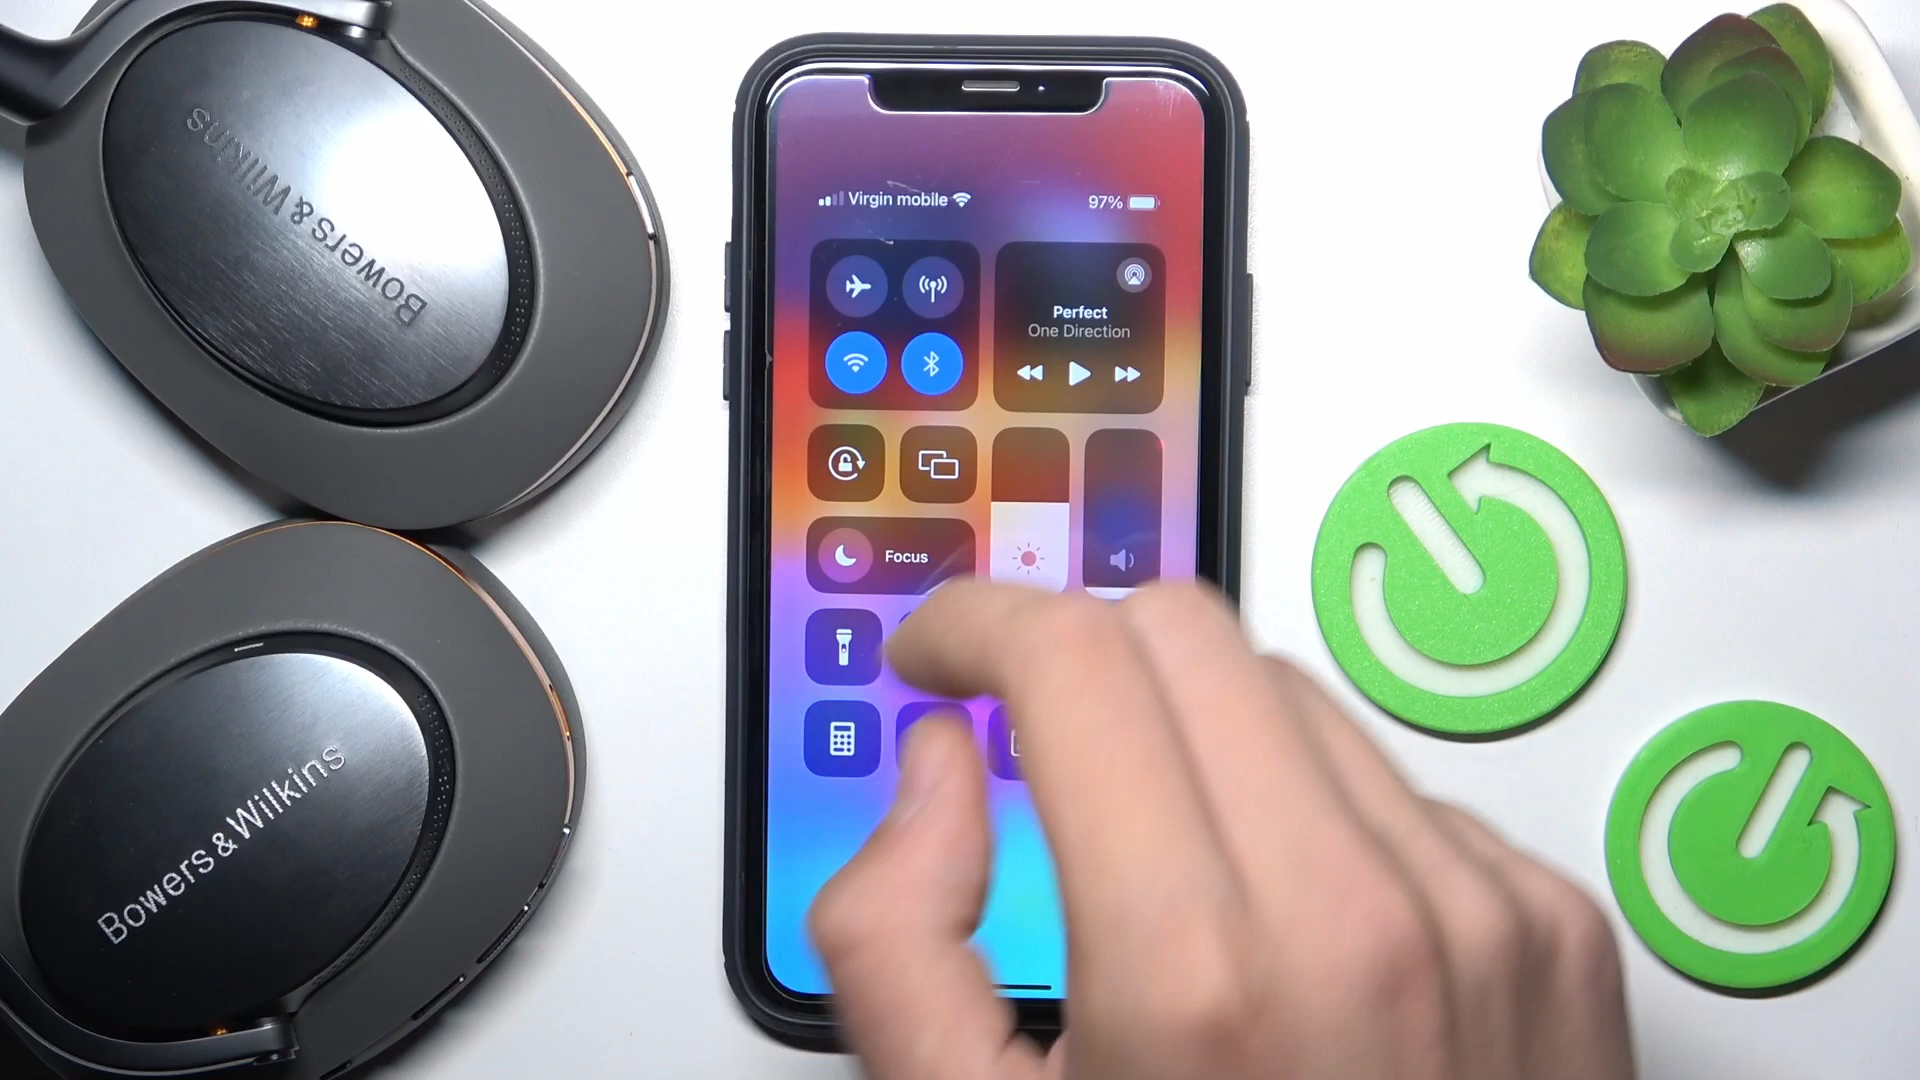 Bowers & Wilkins
Virgin mobile
97%
Perfect
One Direction
Focus
Bowers & Wilkins